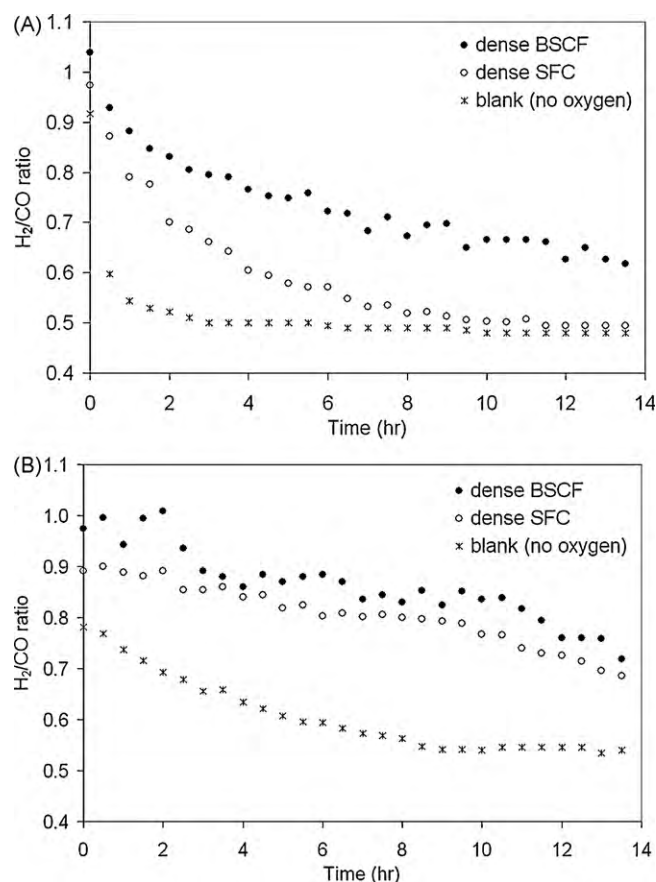 (A)
1.1
1
0.9
0.8
0.7
0.6
0.5
0.4
H₂/CO ratio
dense BSCF
dense SFC
blank (no oxygen)
0 2 4 6 8 10 12 14
Time (hr)
(B)
1.1
1.0
0.9
0.8
0.7
0.6
0.5
0.4
H₂/CO ratio
dense BSCF
dense SFC
blank (no oxygen)
0 2 4 6 8 10 12 14
Time (hr)